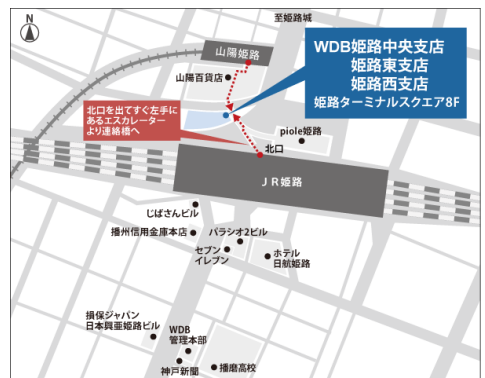 N
至姫路城
山陽姫路
WDB姫路中央支店
姫路東支店
姫路西支店
姫路ターミナルスクエア8F
山陽百貨店
北口を出てすぐ左手に
あるエスカレーター
より連絡橋へ
piole姫路
北口
JR姫路
じばさんビル
播州信用金庫本店
パラシオ2ビル
セブン
イレブン
ホテル
日航姫路
損保ジャパン
日本興亜姫路ビル
WDB
管理本部
神戸新聞
播磨高校